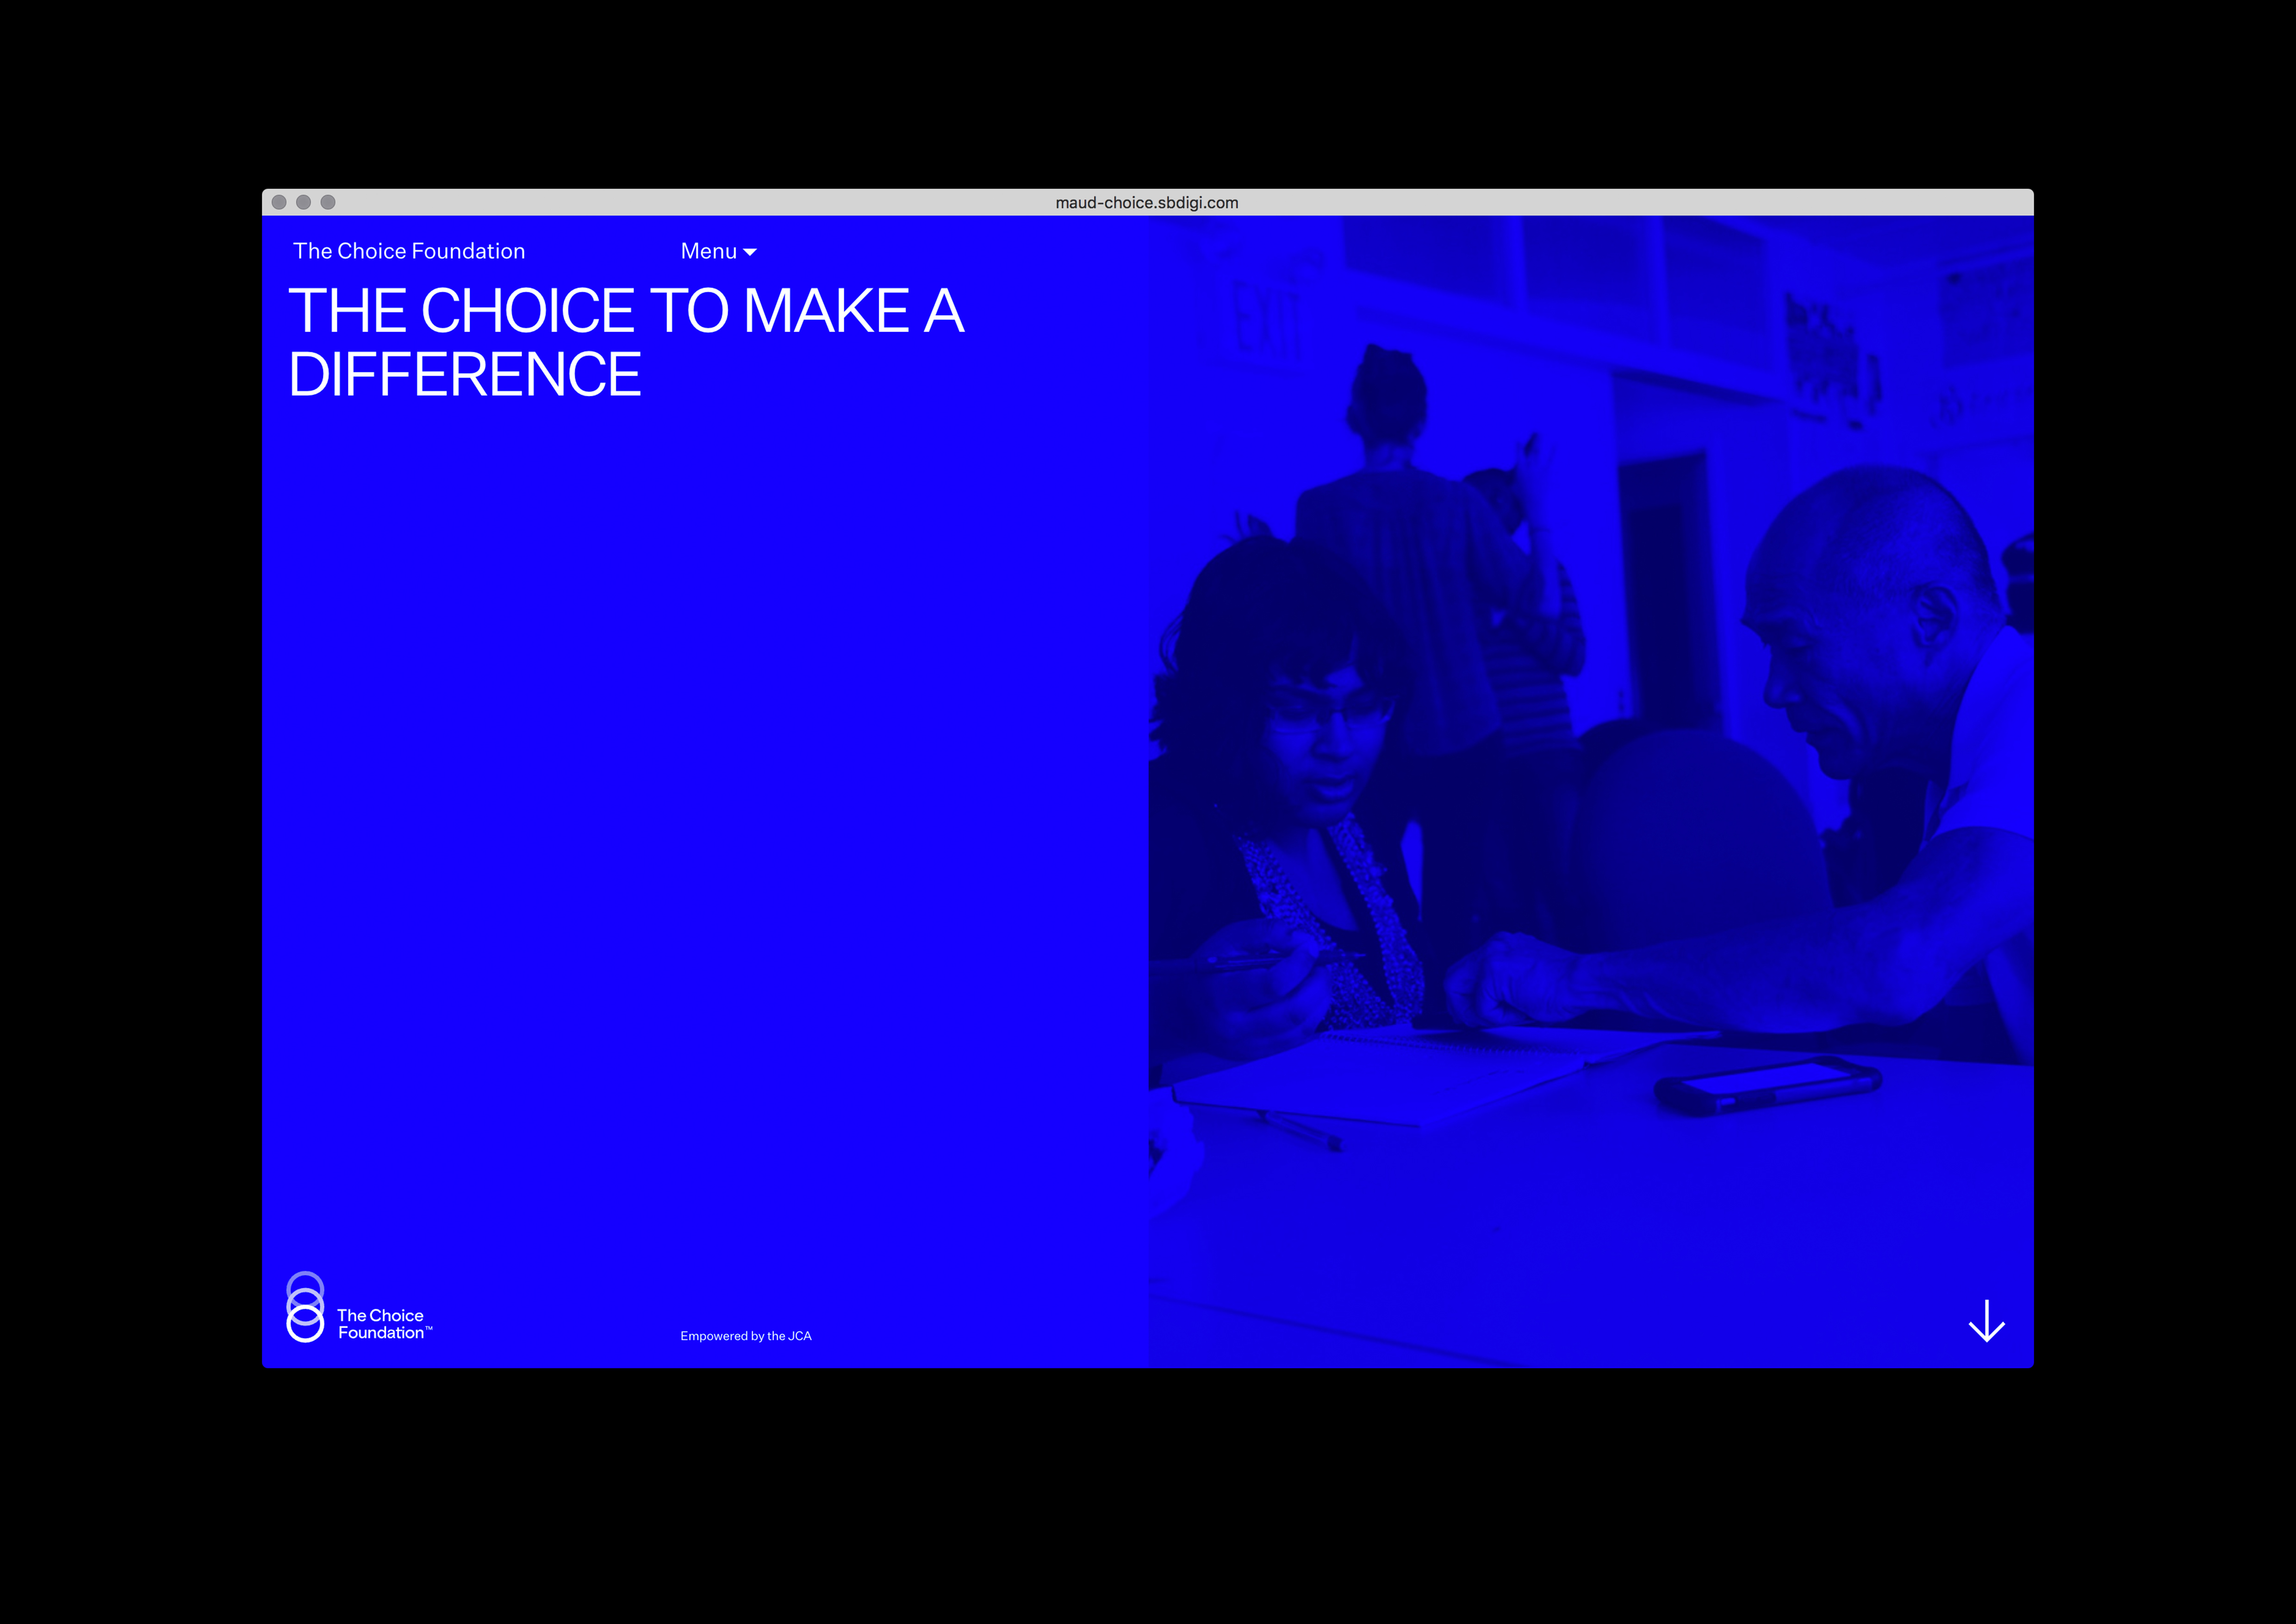 maud-choice.sbdigi.com
The Choice Foundation
Menu
THE CHOICE TO MAKE A
DIFFERENCE
EXIT
The Choice
Foundation™
Empowered by the JCA